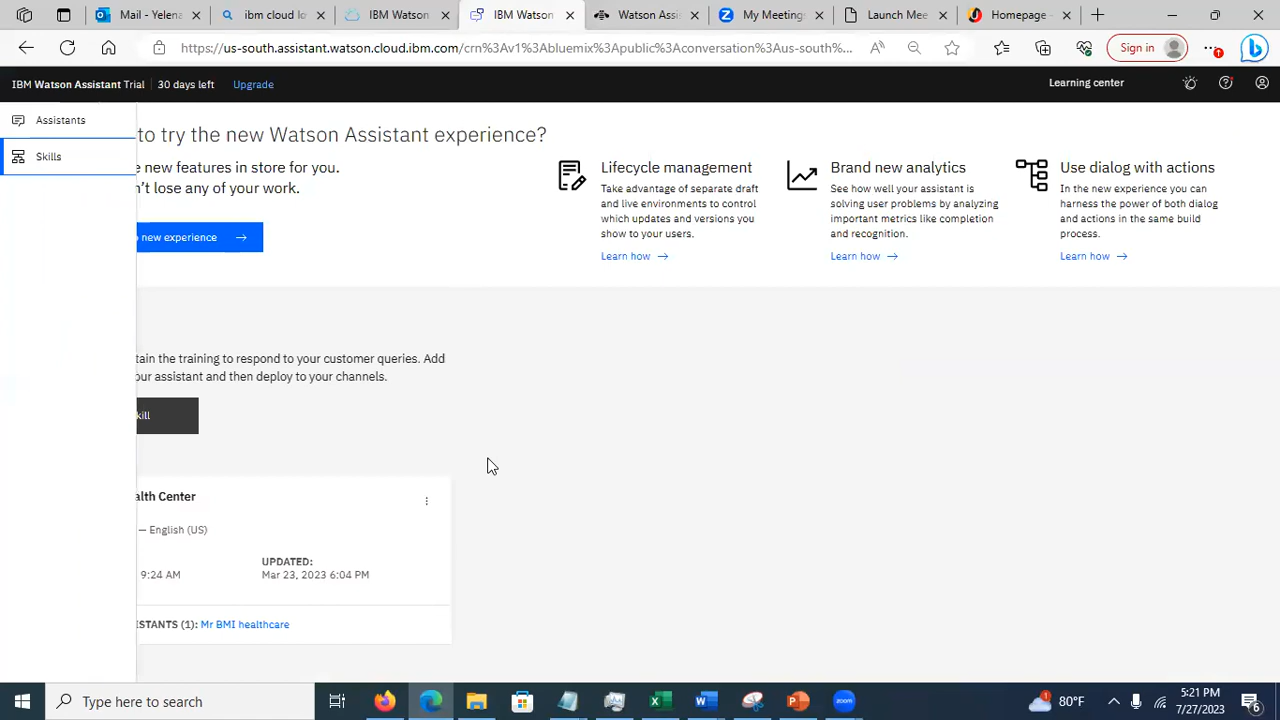 Mail - Yelena
ibm cloud lo
IBM Watson
IBM Watson
Watson Assi
My Meetings
Launch Mee
Homepage -
https://us-south.assistant.watson.cloud.ibm.com/crn%3Av1%3Abluemix%3Apublic%3Aconversation%3Aus-south%...
Sign in
IBM Watson Assistant Trial
30 days left
Upgrade
Learning center
Assistants
Skills
to try the new Watson Assistant experience?
e new features in store for you.
't lose any of your work.
new experience
Lifecycle management
Take advantage of separate draft
and live environments to control
which updates and versions you
show to your users.
Learn how
Brand new analytics
See how well your assistant is
solving user problems by analyzing
important metrics like completion
and recognition.
Learn how
Use dialog with actions
In the new experience you can
harness the power of both dialog
and actions in the same build
process.
Learn how
tain the training to respond to your customer queries. Add
our assistant and then deploy to your channels.
kill
alth Center
— English (US)
9:24 AM
UPDATED:
Mar 23, 2023 6:04 PM
ISTANTS (1): Mr BMI healthcare
Type here to search
80°F
5:21 PM
7/27/2023